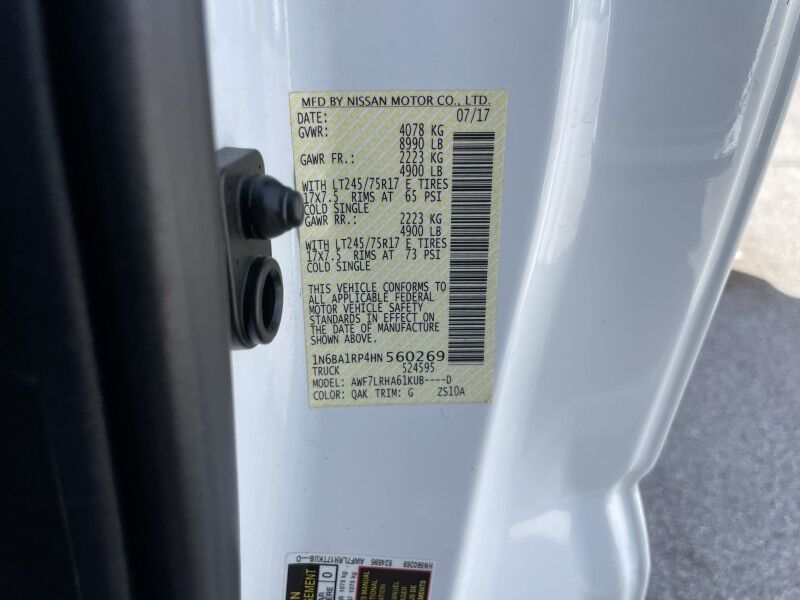 MFD BY NISSAN MOTOR CO., LTD.
DATE: 07/17
GVWR: 4078 KG
8990 LB
GAWR FR.: 2223 KG
4900 LB
WITH LT245/75R17 E TIRES
17x7.5 RIMS AT 65 PSI
COLD SINGLE
GAWR RR.: 2223 KG
4900 LB
WITH LT245/75R17 E TIRES
17x7.5 RIMS AT 73 PSI
COLD SINGLE
THIS VEHICLE CONFORMS TO
ALL APPLICABLE FEDERAL
MOTOR VEHICLE SAFETY
STANDARDS IN EFFECT ON
THE DATE OF MANUFACTURE
SHOWN ABOVE.
1N6BA1RP4HN560269
TRUCK 524595
MODEL: AWF7LRHA61KUB----D
COLOR: QAK TRIM: G ZS10A
HN560269
524595